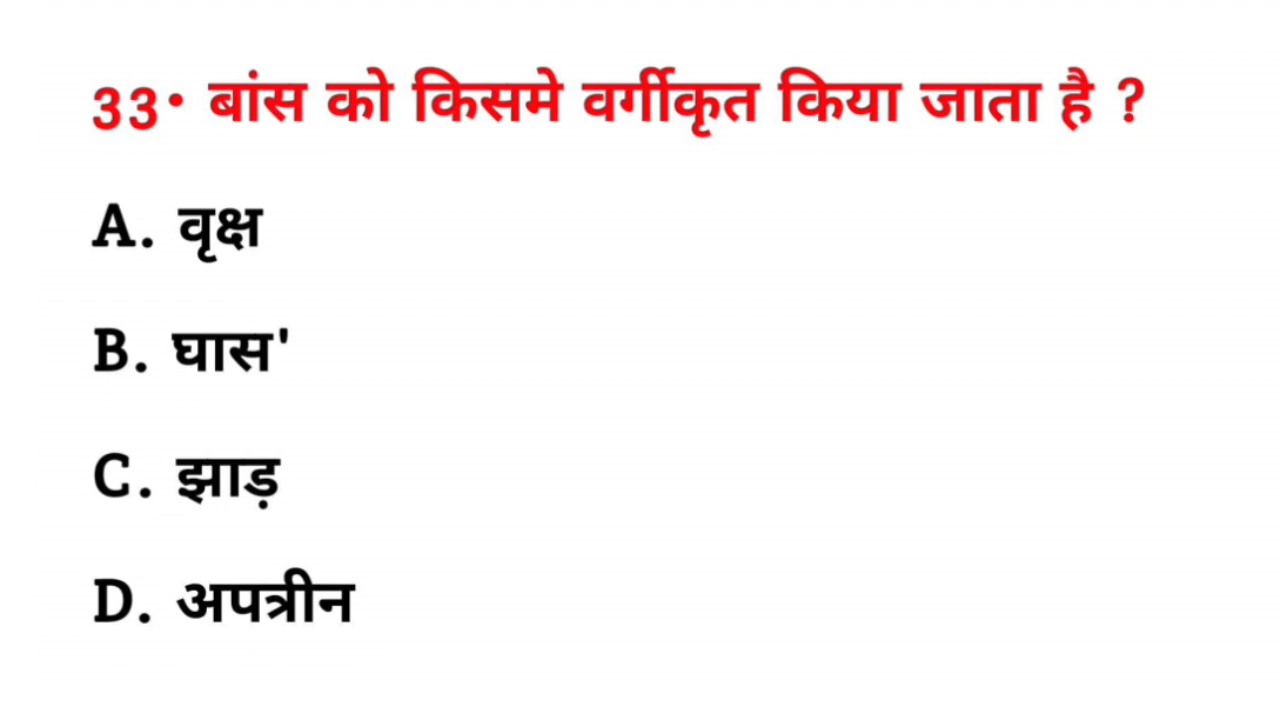 33• बांस को किसमे वर्गीकृत किया जाता है ?
A. वृक्ष
B. घास'
C. झाड़
D. अपत्रीन